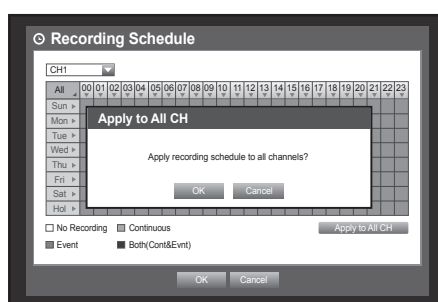 Recording Schedule
CH1
All 00 01 02 03 04 05 06 07 08 09 10 11 12 13 14 15 16 17 18 19 20 21 22 23
Sun
Mon
Tue
Wed
Thu
Fri
Sat
Hol
Apply to All CH
Apply recording schedule to all channels?
OK Cancel
No Recording Continuous Apply to All CH
Event Both(Cont&Evnt)
OK Cancel